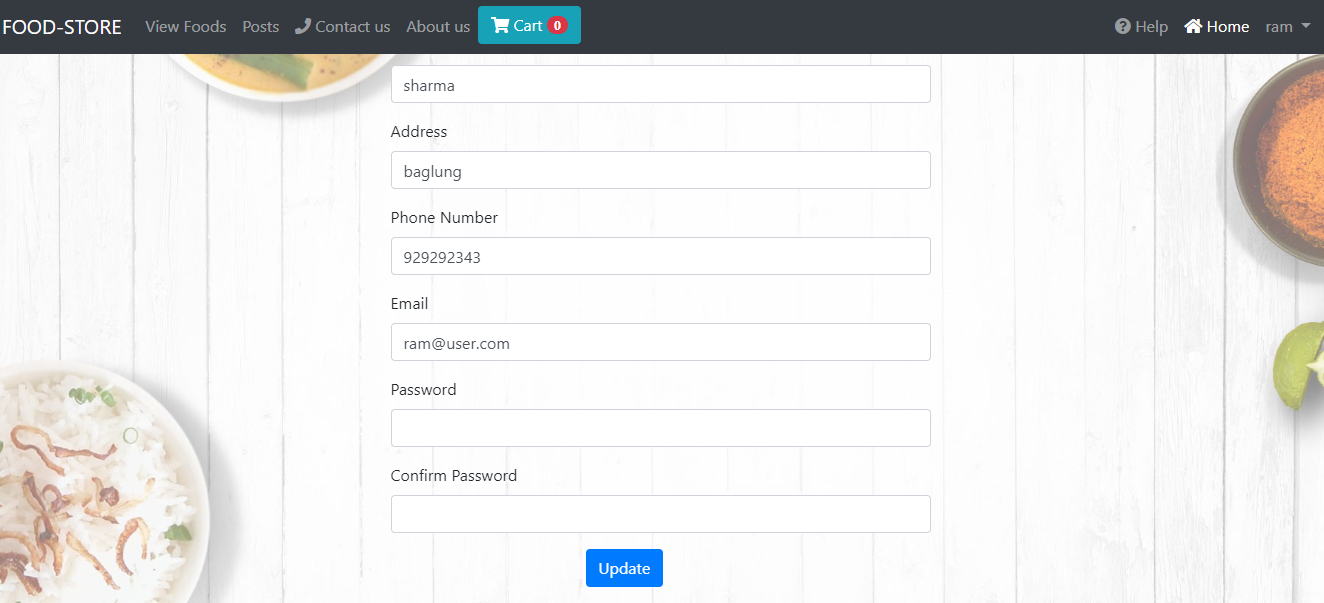 FOOD-STORE View Foods Posts Contact us About us Cart 0 Help Home ram
sharma
Address
baglung
Phone Number
929292343
Email
ram@user.com
Password
Confirm Password
Update